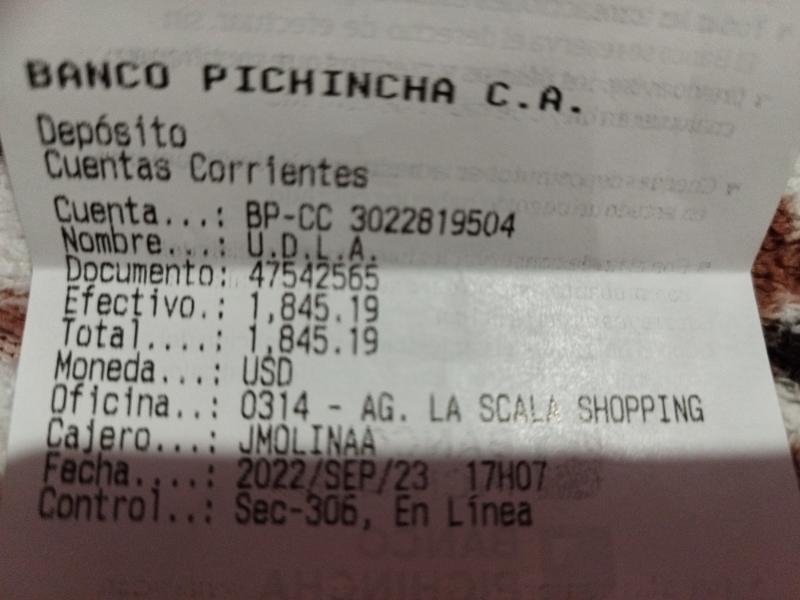 BANCO PICHINCHA C.A.
Depósito
Cuentas Corrientes
Cuenta...: BP-CC 3022819504
Nombre...: U.D.L.A.
Documento: 47542565
Efectivo.: 1,845.19
Total....: 1,845.19
Moneda...: USD
Oficina..: 0314 - AG. LA SCALA SHOPPING
Cajero...: JMOLINAA
Fecha....: 2022/SEP/23 17H07
Control..: Sec-306, En Línea